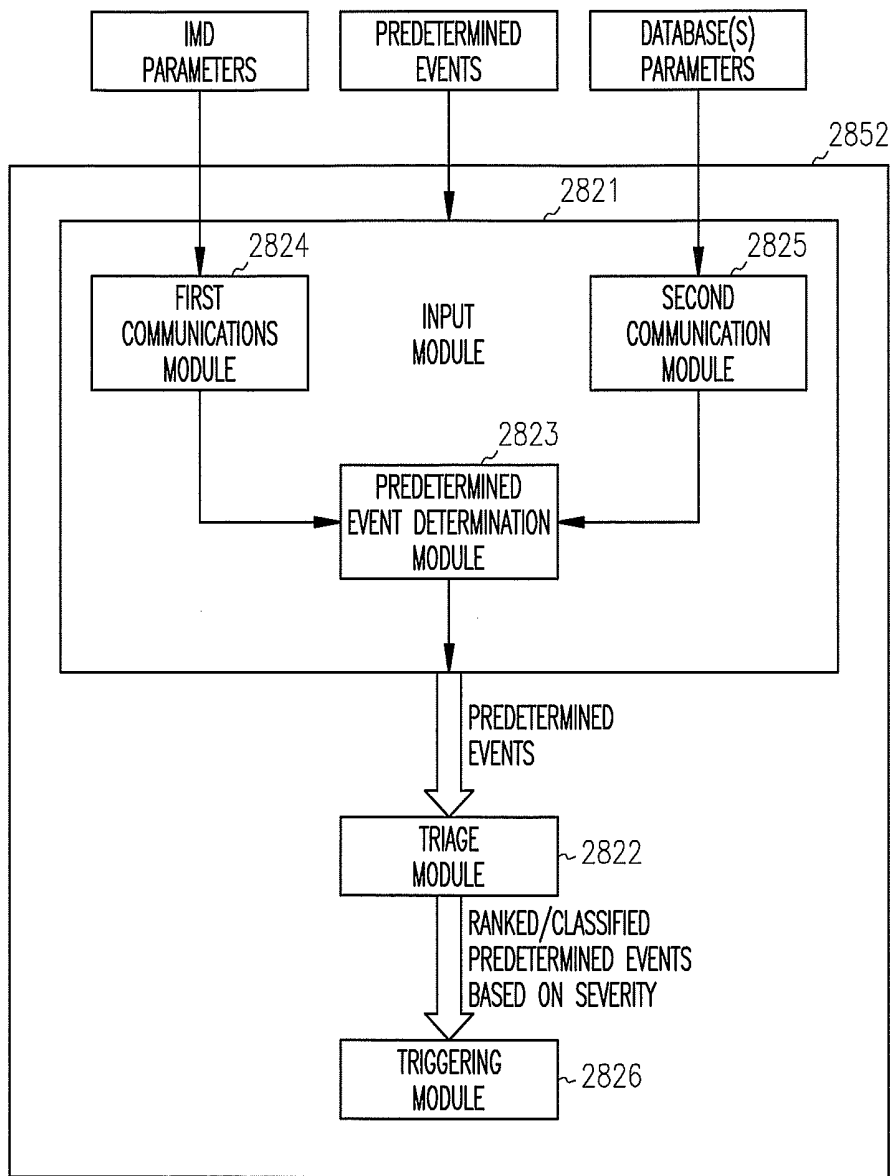 IMD
PARAMETERS
PREDETERMINED
EVENTS
DATABASE(S)
PARAMETERS
2852
2821
2824
FIRST
COMMUNICATIONS
MODULE
INPUT
MODULE
2825
SECOND
COMMUNICATION
MODULE
2823
PREDETERMINED
EVENT DETERMINATION
MODULE
PREDETERMINED
EVENTS
TRIAGE
MODULE
2822
RANKED/CLASSIFIED
PREDETERMINED EVENTS
BASED ON SEVERITY
TRIGGERING
MODULE
2826